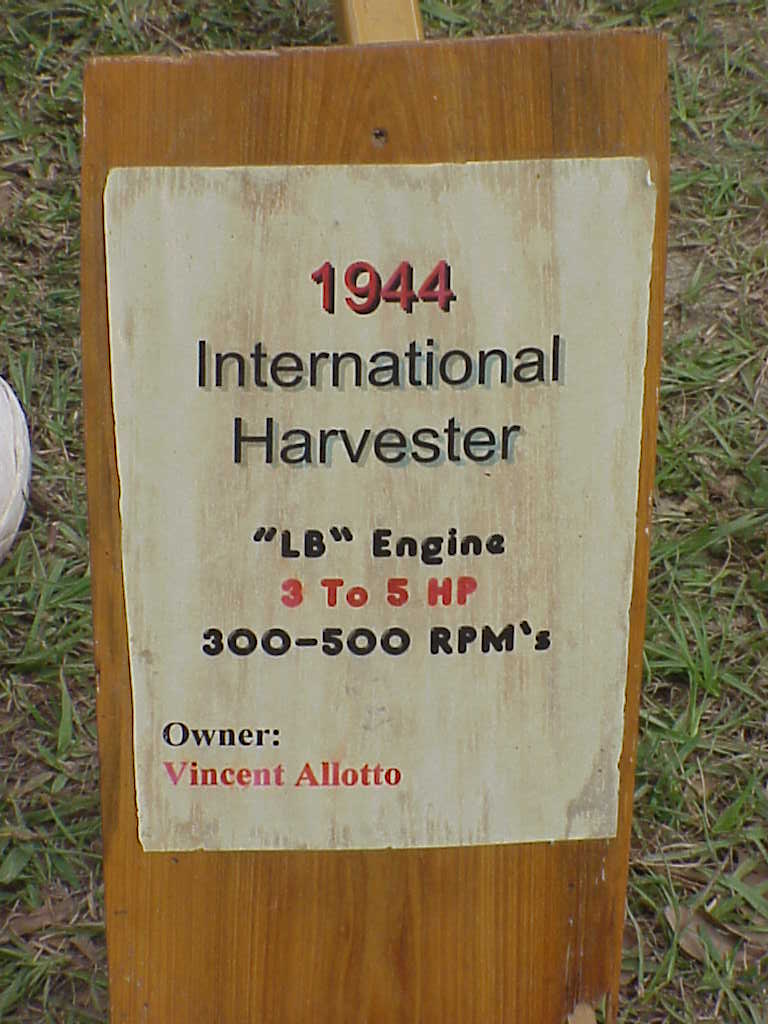 1944
International
Harvester
"LB" Engine
3 To 5 HP
300-500 RPM's
Owner:
Vincent Allotto